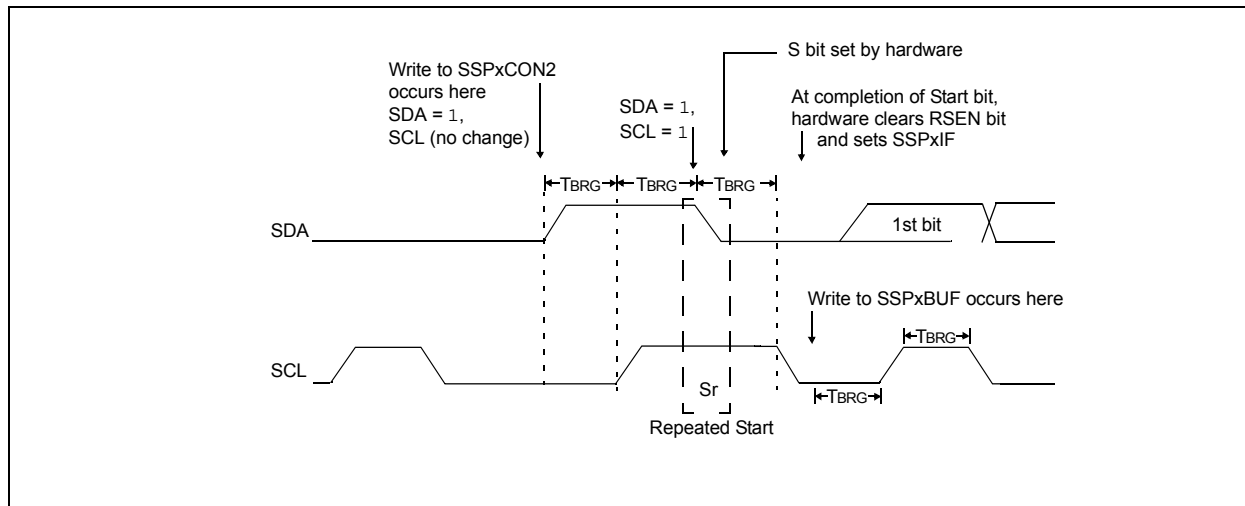 S bit set by hardware
Write to SSPxCON2
occurs here
SDA = 1,
SCL (no change)
SDA = 1,
SCL = 1
At completion of Start bit,
hardware clears RSEN bit
and sets SSPxIF
TBRG
TBRG
TBRG
SDA
1st bit
Write to SSPxBUF occurs here
TBRG
SCL
Sr
TBRG
Repeated Start